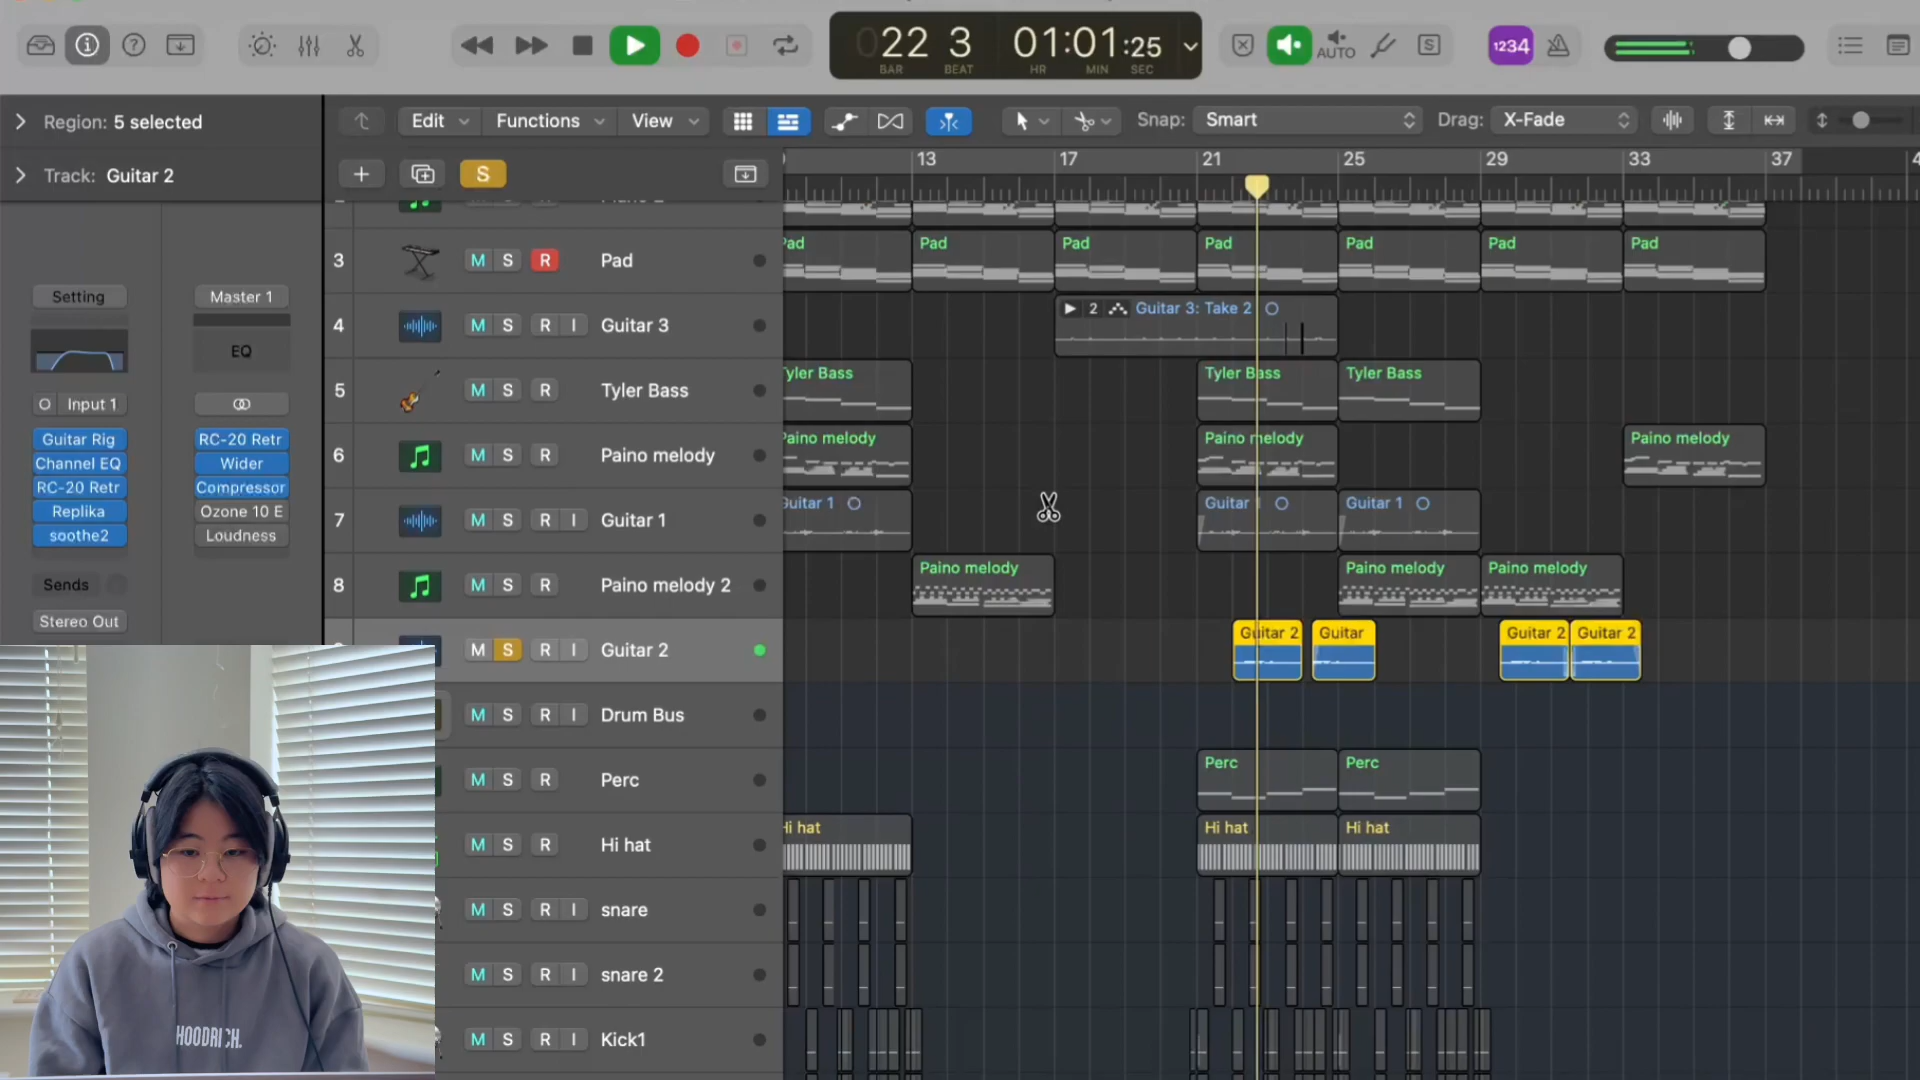 22 3 01:01:25
BAR BEAT HR MIN SEC
AUTO
S
1234
Region: 5 selected
Edit Functions View
Snap: Smart
Drag: X-Fade
Track: Guitar 2
S
13 17 21 25 29 33 37
3 M S R Pad
Pad Pad Pad Pad Pad Pad
Setting Master 1
4 M S R I Guitar 3
2 Guitar 3: Take 2
EQ
5 M S R Tyler Bass
Tyler Bass Tyler Bass Tyler Bass
Input 1
Guitar Rig RC-20 Retr
Channel EQ Wider
RC-20 Retr Compressor
Replika Ozone 10 E
soothe2 Loudness
6 M S R Paino melody
Paino melody Paino melody Paino melody
7 M S R I Guitar 1
Guitar 1 Guitar 1 Guitar 1
8 M S R Paino melody 2
Paino melody Paino melody Paino melody
Sends
Stereo Out
M S R I Guitar 2
Guitar 2 Guitar Guitar 2 Guitar 2
M S R I Drum Bus
M S R Perc
Perc Perc
M S R Hi hat
Hi hat Hi hat Hi hat
M S R I snare
M S R I snare 2
M S R I Kick1
HOODRICH.